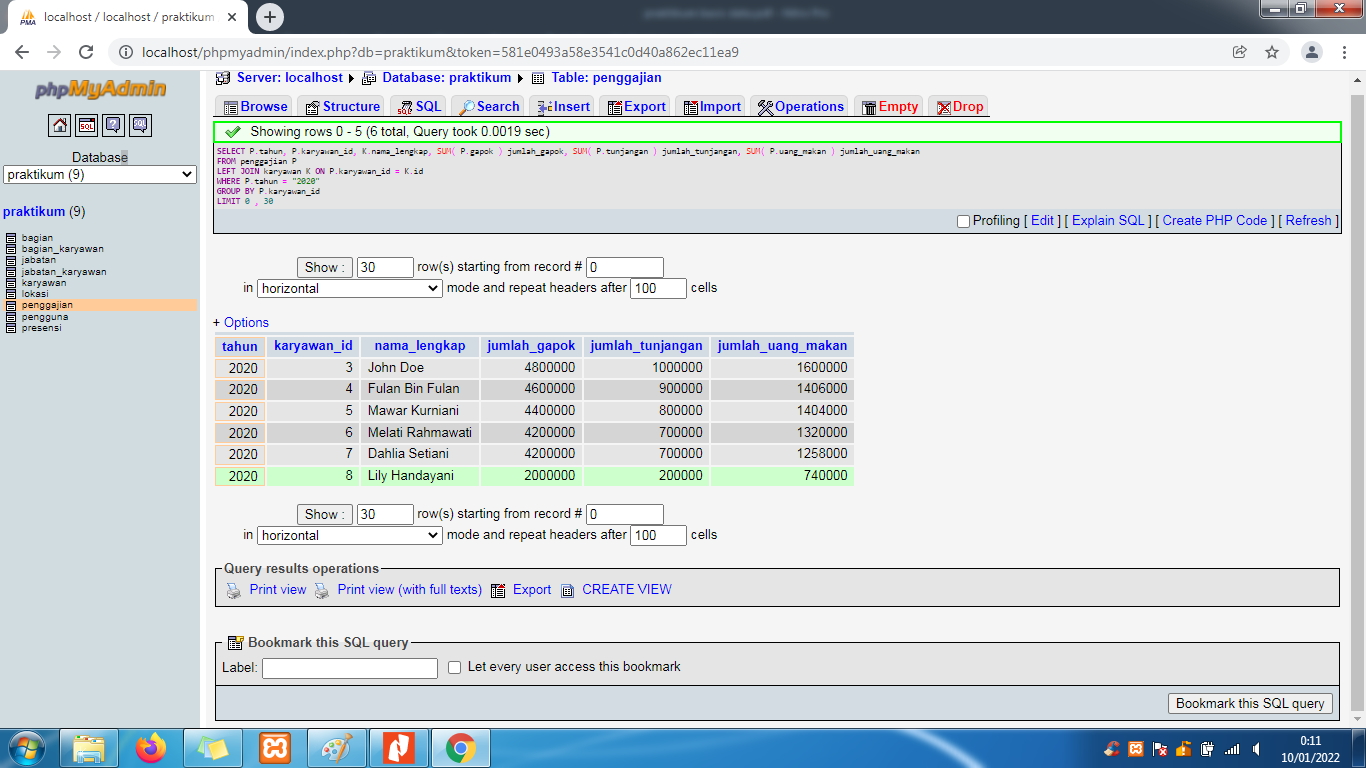 localhost / localhost / praktikum
localhost/phpmyadmin/index.php?db=praktikum&token=581e0493a58e3541c0d40a862ec11ea9
phpMyAdmin
Database
praktikum (9)
praktikum (9)
bagian
bagian_karyawan
jabatan
jabatan_karyawan
karyawan
lokasi
penggajian
pengguna
presensi
Server: localhost Database: praktikum Table: penggajian
Browse Structure SQL Search Insert Export Import Operations Empty Drop
Showing rows 0 - 5 (6 total, Query took 0.0019 sec)
SELECT P.tahun, P.karyawan_id, K.nama_lengkap, SUM( P.gapok ) jumlah_gapok, SUM( P.tunjangan ) jumlah_tunjangan, SUM( P.uang_makan ) jumlah_uang_makan
FROM penggajian P
LEFT JOIN karyawan K ON P.karyawan_id = K.id
WHERE P.tahun = "2020"
GROUP BY P.karyawan_id
LIMIT 0 , 30
Profiling [ Edit ] [ Explain SQL ] [ Create PHP Code ] [ Refresh ]
Show : 30 row(s) starting from record # 0
in horizontal mode and repeat headers after 100 cells
+ Options
tahun karyawan_id nama_lengkap jumlah_gapok jumlah_tunjangan jumlah_uang_makan
2020 3 John Doe 4800000 1000000 1600000
2020 4 Fulan Bin Fulan 4600000 900000 1406000
2020 5 Mawar Kurniani 4400000 800000 1404000
2020 6 Melati Rahmawati 4200000 700000 1320000
2020 7 Dahlia Setiani 4200000 700000 1258000
2020 8 Lily Handayani 2000000 200000 740000
Show : 30 row(s) starting from record # 0
in horizontal mode and repeat headers after 100 cells
Query results operations
Print view Print view (with full texts) Export CREATE VIEW
Bookmark this SQL query
Label: Let every user access this bookmark
Bookmark this SQL query
0:11
10/01/2022